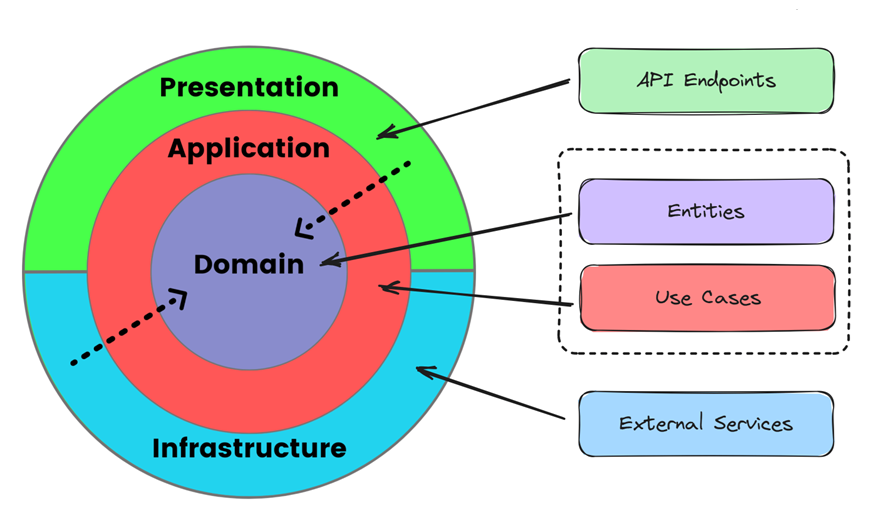 Presentation
Application
Domain
Infrastructure
API Endpoints
Entities
Use Cases
External Services